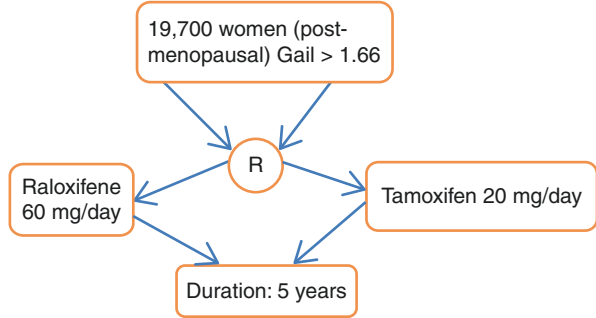 19,700 women (post-
menopausal) Gail > 1.66
R
Raloxifene
60 mg/day
Tamoxifen 20 mg/day
Duration: 5 years